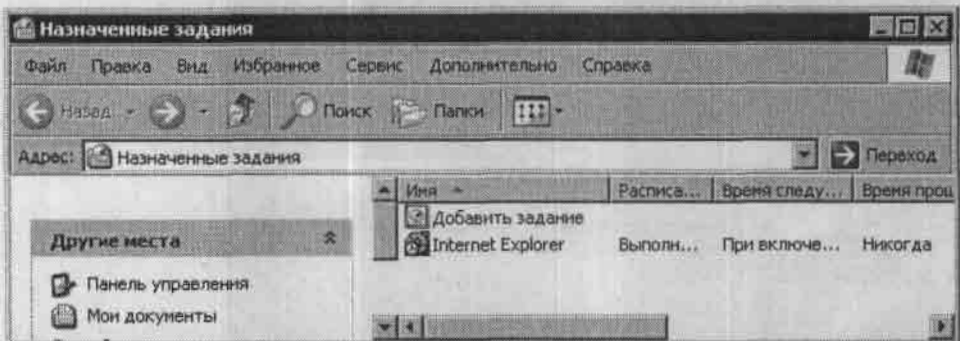 Назначенные задания
Файл Правка Вид Избранное Сервис Дополнительно Справка
Назад Поиск Папки
Адрес: Назначенные задания Переход
Имя Расписа... Время следу... Время прош
Добавить задание
Internet Explorer Выполн... При включе... Никогда
Другие места
Панель управления
Мои документы